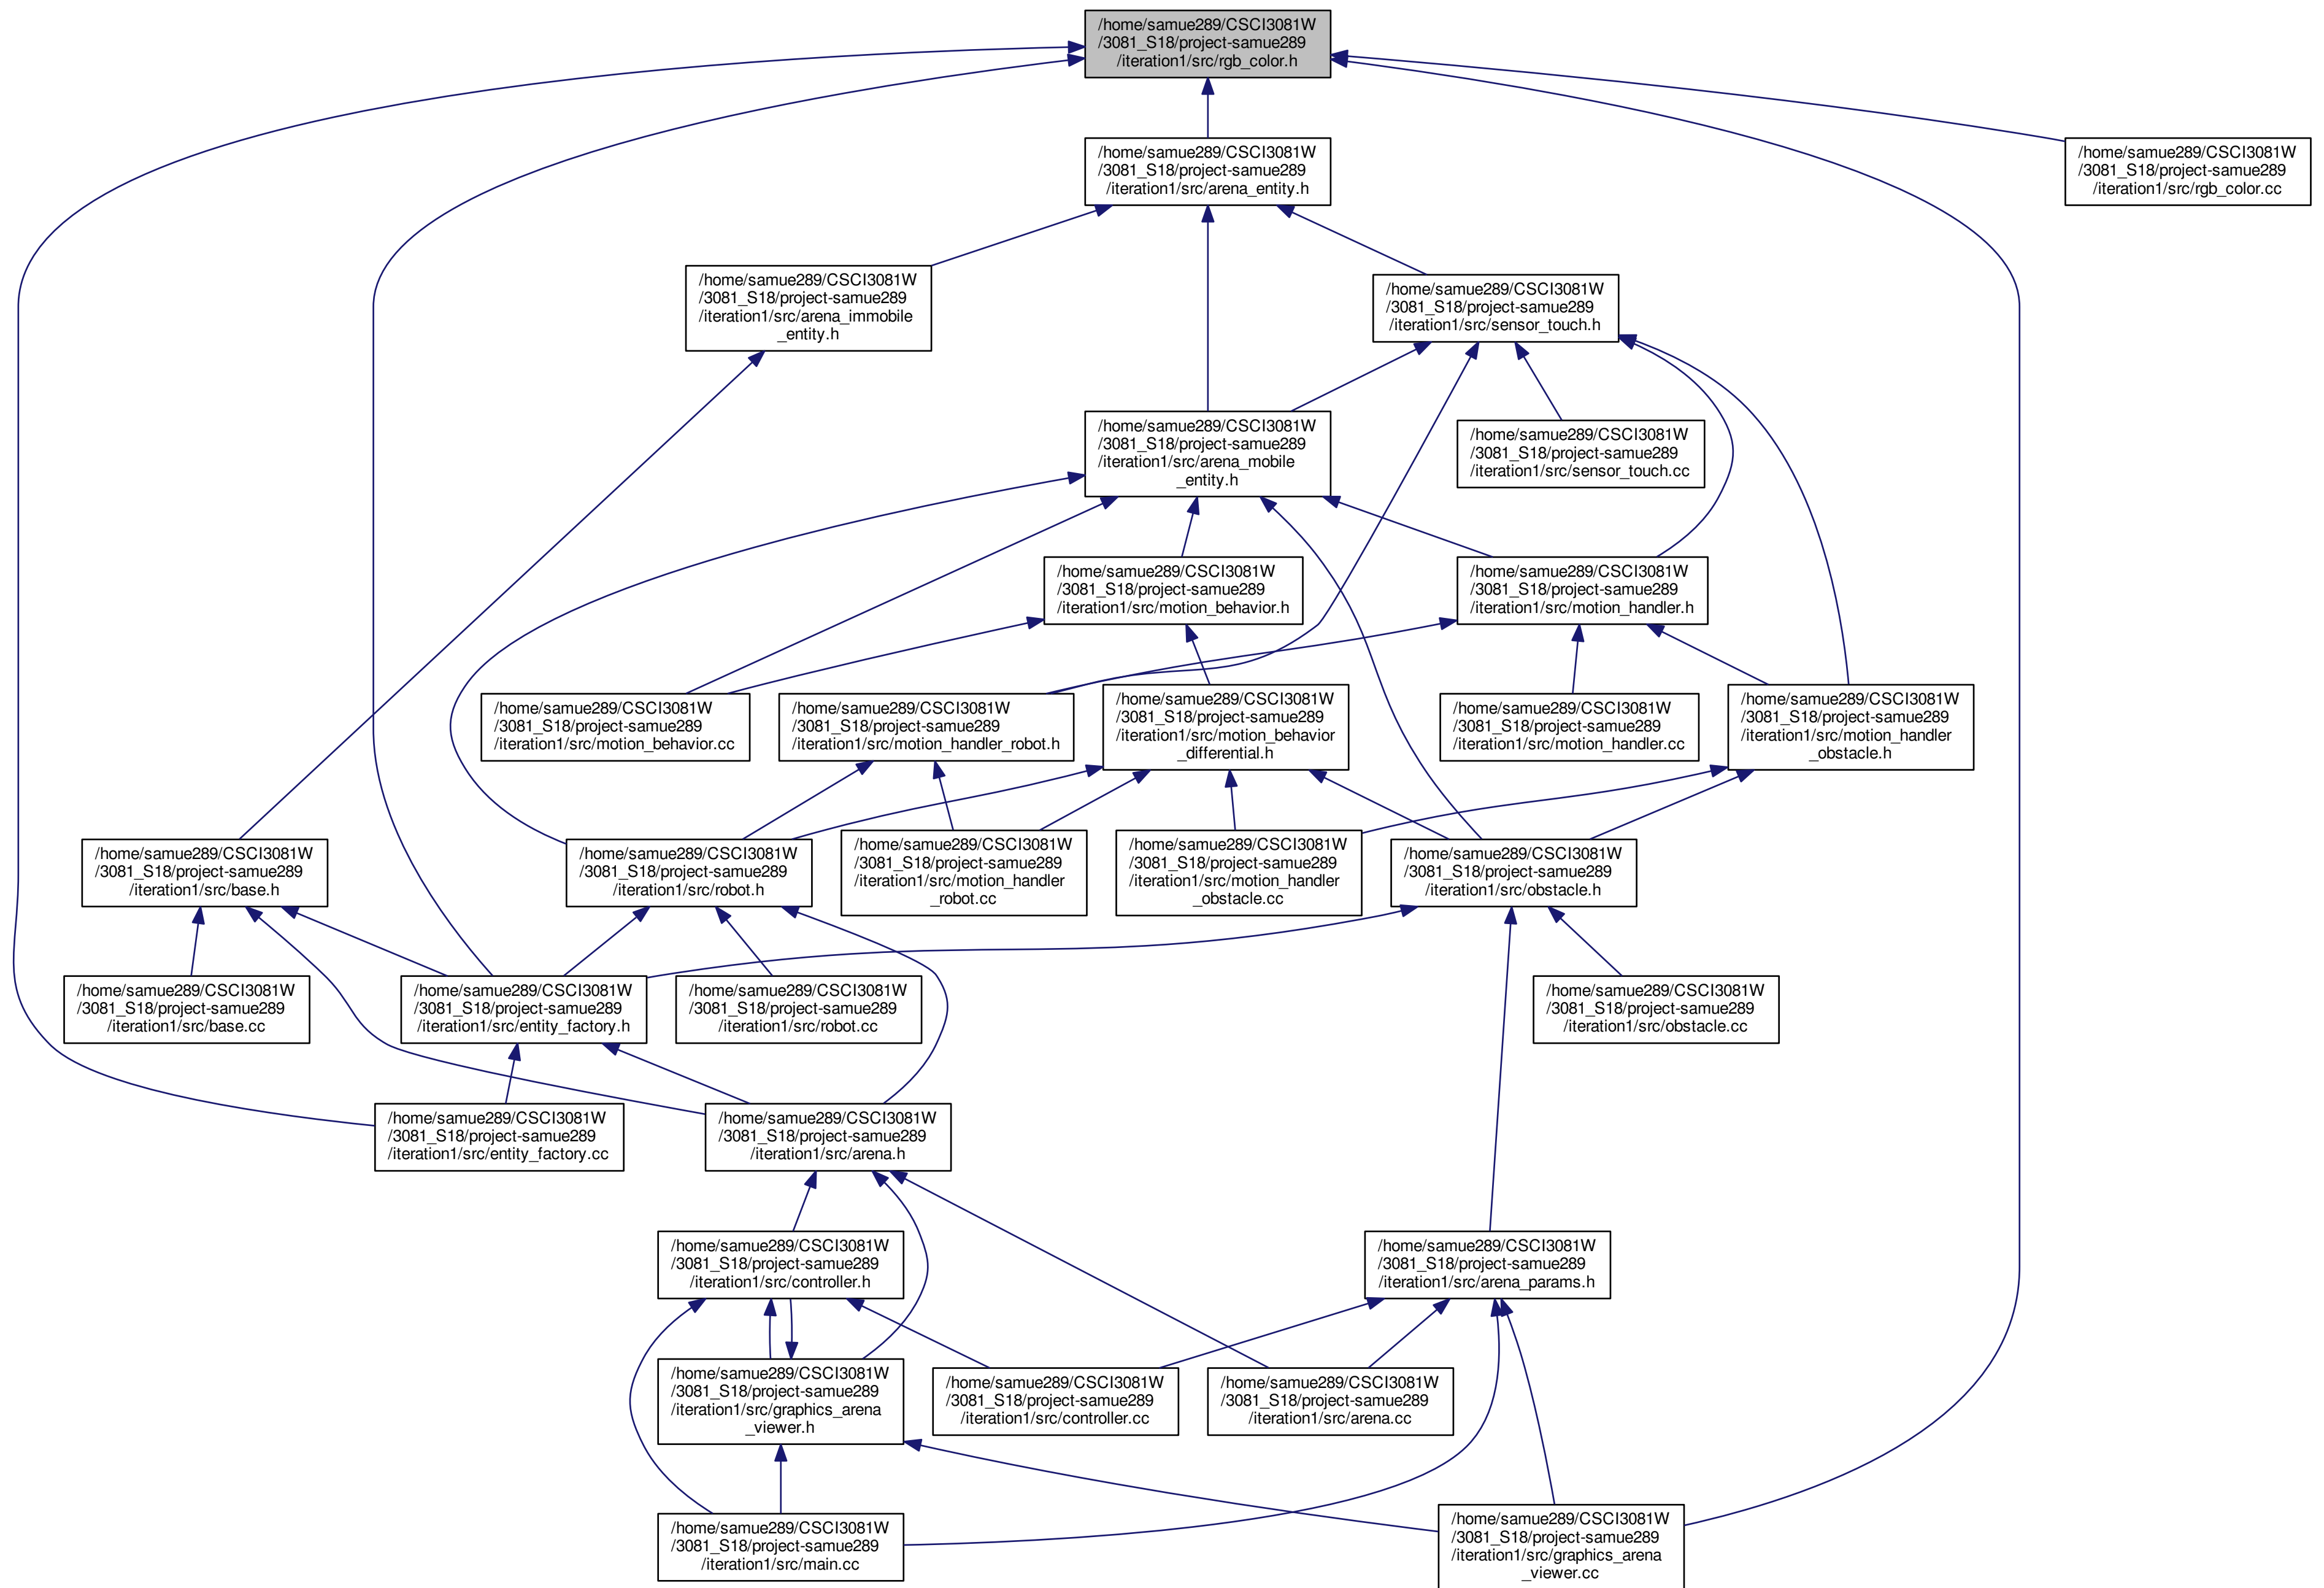 /home/samue289/CSCI3081W
/3081_S18/project-samue289
/iteration1/src/rgb_color.h
/home/samue289/CSCI3081W
/3081_S18/project-samue289
/iteration1/src/arena_entity.h
/home/samue289/CSCI3081W
/3081_S18/project-samue289
/iteration1/src/rgb_color.cc
/home/samue289/CSCI3081W
/3081_S18/project-samue289
/iteration1/src/arena_immobile
_entity.h
/home/samue289/CSCI3081W
/3081_S18/project-samue289
/iteration1/src/sensor_touch.h
/home/samue289/CSCI3081W
/3081_S18/project-samue289
/iteration1/src/arena_mobile
_entity.h
/home/samue289/CSCI3081W
/3081_S18/project-samue289
/iteration1/src/sensor_touch.cc
/home/samue289/CSCI3081W
/3081_S18/project-samue289
/iteration1/src/motion_behavior.h
/home/samue289/CSCI3081W
/3081_S18/project-samue289
/iteration1/src/motion_handler.h
/home/samue289/CSCI3081W
/3081_S18/project-samue289
/iteration1/src/motion_behavior.cc
/home/samue289/CSCI3081W
/3081_S18/project-samue289
/iteration1/src/motion_handler_robot.h
/home/samue289/CSCI3081W
/3081_S18/project-samue289
/iteration1/src/motion_behavior
_differential.h
/home/samue289/CSCI3081W
/3081_S18/project-samue289
/iteration1/src/motion_handler.cc
/home/samue289/CSCI3081W
/3081_S18/project-samue289
/iteration1/src/motion_handler
_obstacle.h
/home/samue289/CSCI3081W
/3081_S18/project-samue289
/iteration1/src/base.h
/home/samue289/CSCI3081W
/3081_S18/project-samue289
/iteration1/src/robot.h
/home/samue289/CSCI3081W
/3081_S18/project-samue289
/iteration1/src/motion_handler
_robot.cc
/home/samue289/CSCI3081W
/3081_S18/project-samue289
/iteration1/src/motion_handler
_obstacle.cc
/home/samue289/CSCI3081W
/3081_S18/project-samue289
/iteration1/src/obstacle.h
/home/samue289/CSCI3081W
/3081_S18/project-samue289
/iteration1/src/base.cc
/home/samue289/CSCI3081W
/3081_S18/project-samue289
/iteration1/src/entity_factory.h
/home/samue289/CSCI3081W
/3081_S18/project-samue289
/iteration1/src/robot.cc
/home/samue289/CSCI3081W
/3081_S18/project-samue289
/iteration1/src/obstacle.cc
/home/samue289/CSCI3081W
/3081_S18/project-samue289
/iteration1/src/entity_factory.cc
/home/samue289/CSCI3081W
/3081_S18/project-samue289
/iteration1/src/arena.h
/home/samue289/CSCI3081W
/3081_S18/project-samue289
/iteration1/src/controller.h
/home/samue289/CSCI3081W
/3081_S18/project-samue289
/iteration1/src/arena_params.h
/home/samue289/CSCI3081W
/3081_S18/project-samue289
/iteration1/src/graphics_arena
_viewer.h
/home/samue289/CSCI3081W
/3081_S18/project-samue289
/iteration1/src/controller.cc
/home/samue289/CSCI3081W
/3081_S18/project-samue289
/iteration1/src/arena.cc
/home/samue289/CSCI3081W
/3081_S18/project-samue289
/iteration1/src/main.cc
/home/samue289/CSCI3081W
/3081_S18/project-samue289
/iteration1/src/graphics_arena
_viewer.cc